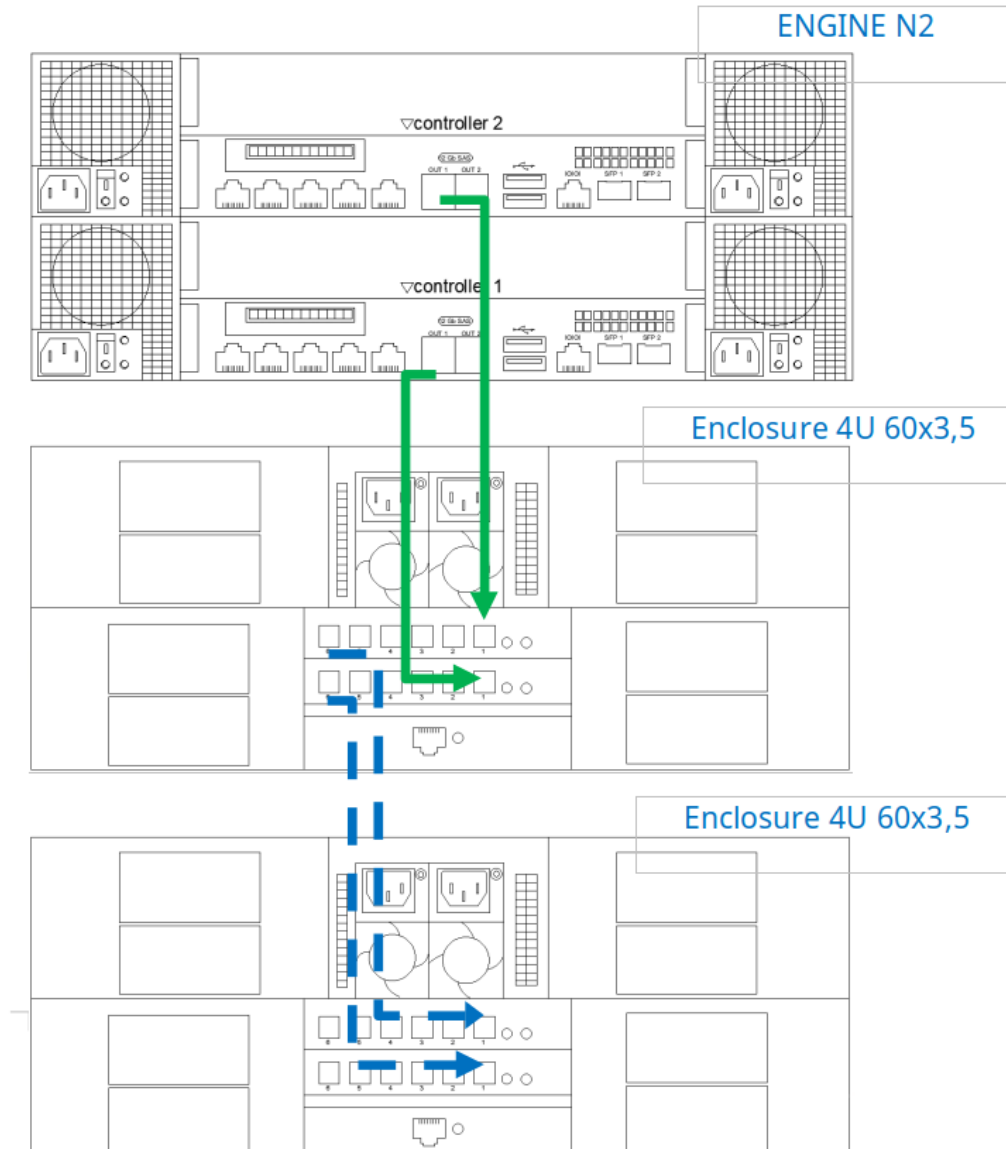 ENGINE N2
▽controller 2
12 Gb SAS
OUT 1 OUT 2
IOIOI SFP 1 SFP 2
▽controller 1
12 Gb SAS
OUT 1 OUT 2
IOIOI SFP 1 SFP 2
Enclosure 4U 60x3,5
4 3 2 1
6 5 4 3 2 1
Enclosure 4U 60x3,5
6 5 4 3 2 1
6 5 4 3 2 1